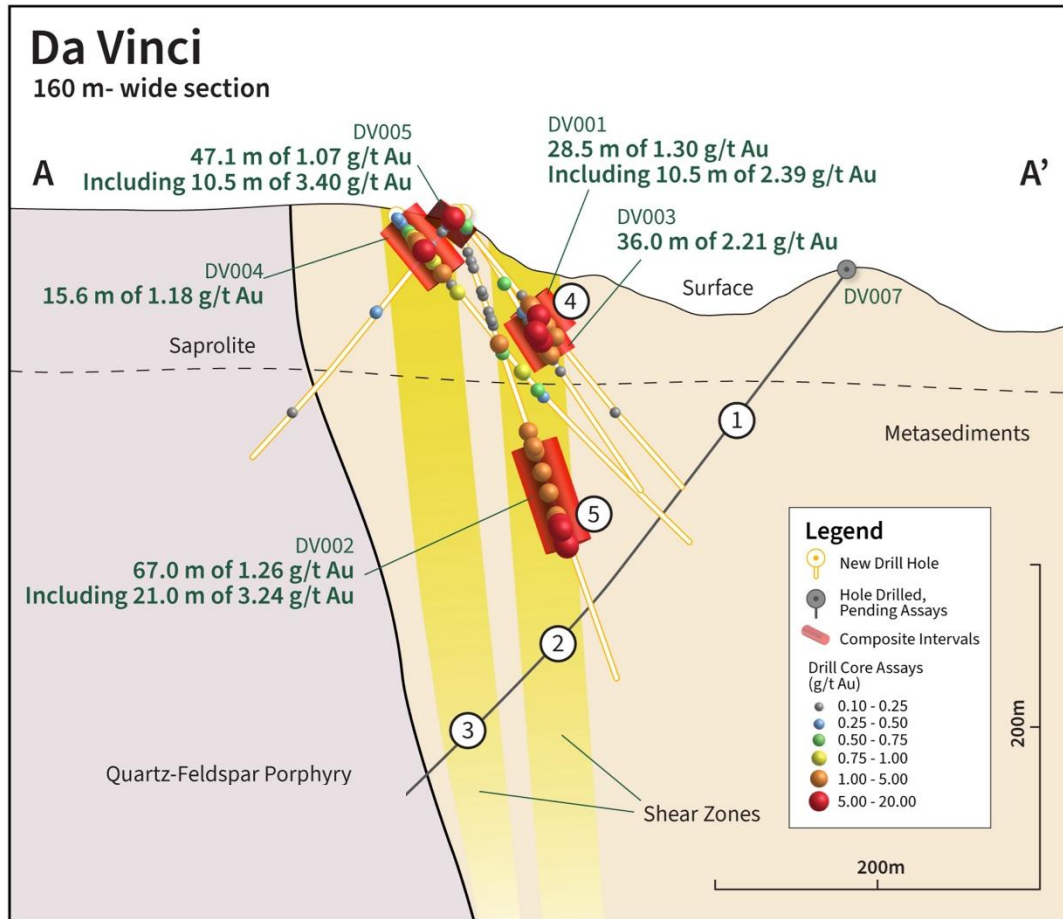 Da Vinci
160 m- wide section
A
A'
DV005
47.1 m of 1.07 g/t Au
Including 10.5 m of 3.40 g/t Au
DV001
28.5 m of 1.30 g/t Au
Including 10.5 m of 2.39 g/t Au
DV003
36.0 m of 2.21 g/t Au
DV004
15.6 m of 1.18 g/t Au
Surface
DV007
4
Saprolite
1
Metasediments
5
DV002
67.0 m of 1.26 g/t Au
Including 21.0 m of 3.24 g/t Au
2
3
Quartz-Feldspar Porphyry
Shear Zones
Legend
New Drill Hole
Hole Drilled,
Pending Assays
Composite Intervals
Drill Core Assays
(g/t Au)
0.10 - 0.25
0.25 - 0.50
0.50 - 0.75
0.75 - 1.00
1.00 - 5.00
5.00 - 20.00
200m
200m